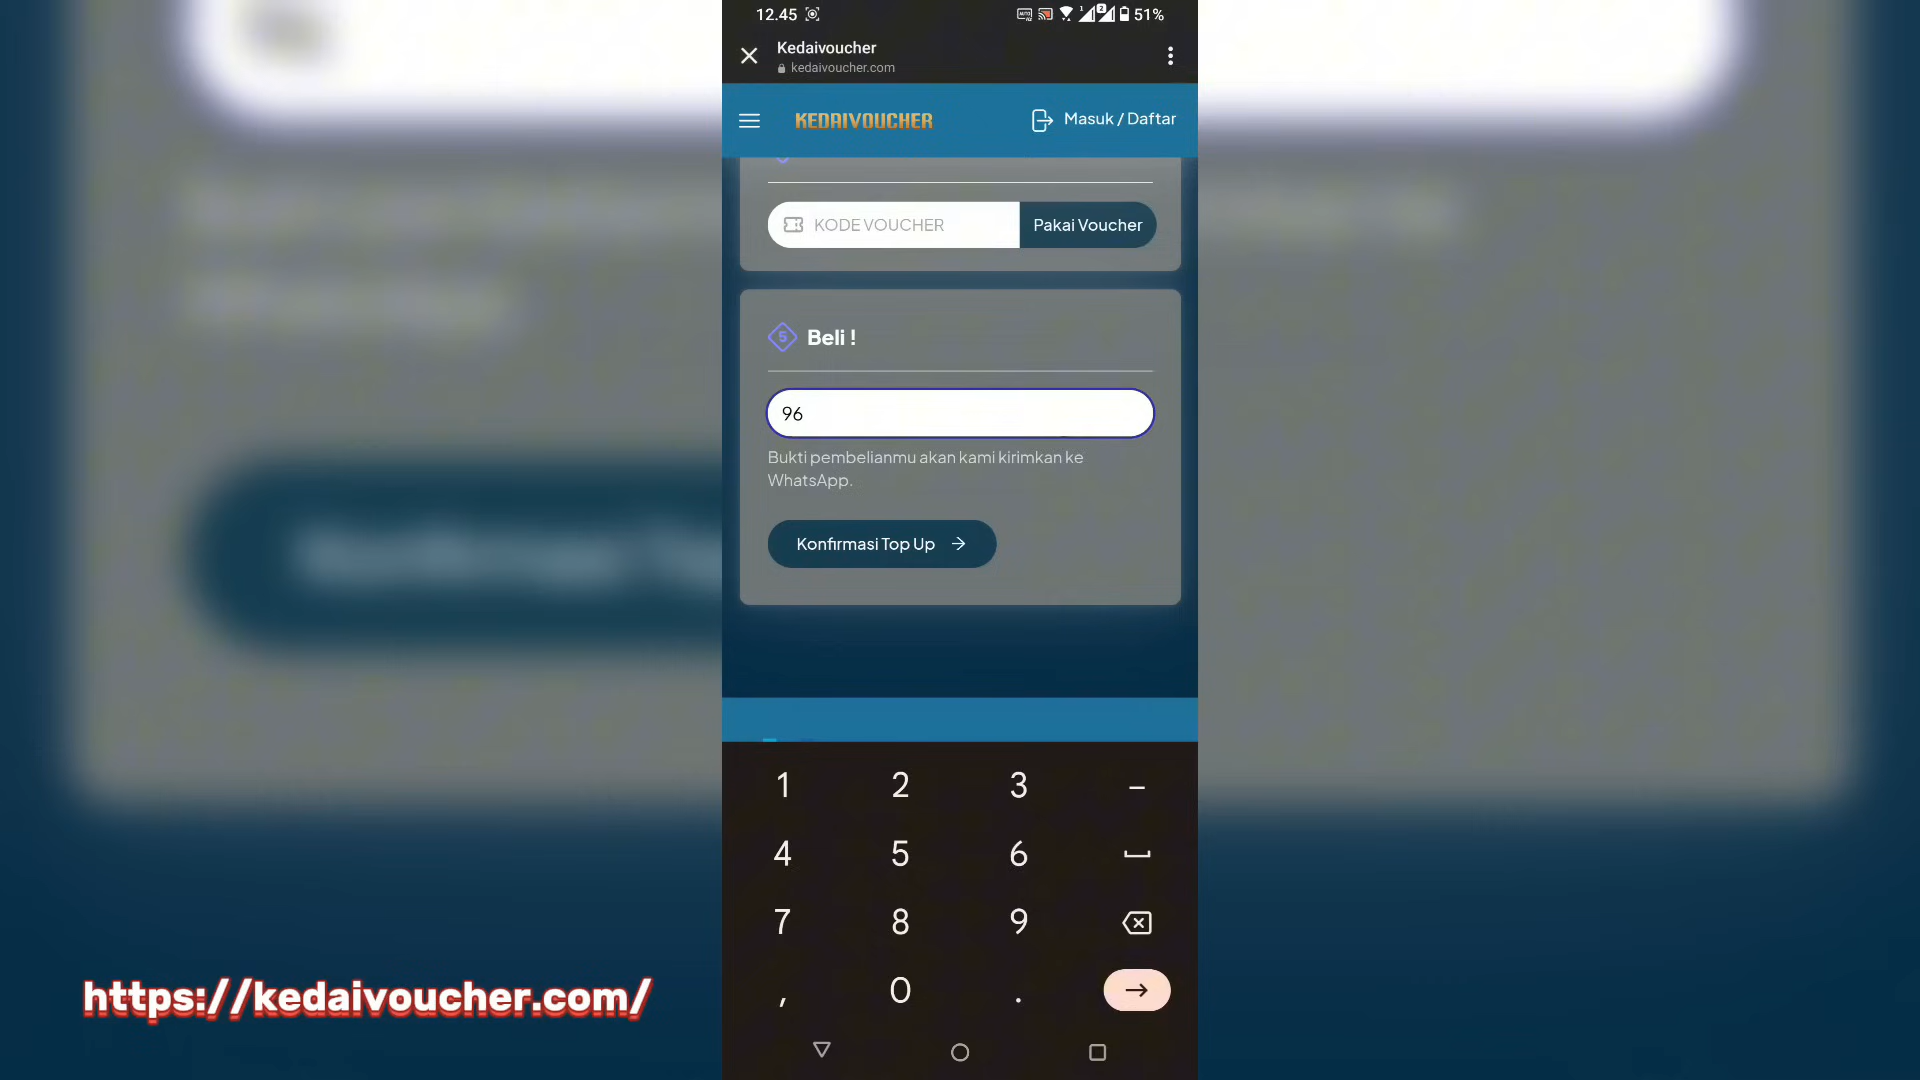 12.45
51%
Kedaivoucher
kedaivoucher.com
KEDAIVOUCHER
Masuk / Daftar
KODE VOUCHER
Pakai Voucher
5
Beli !
96
Bukti pembelianmu akan kami kirimkan ke
WhatsApp.
Konfirmasi Top Up
1 2 3 –
4 5 6
7 8 9
, 0 .
https://kedaivoucher.com/